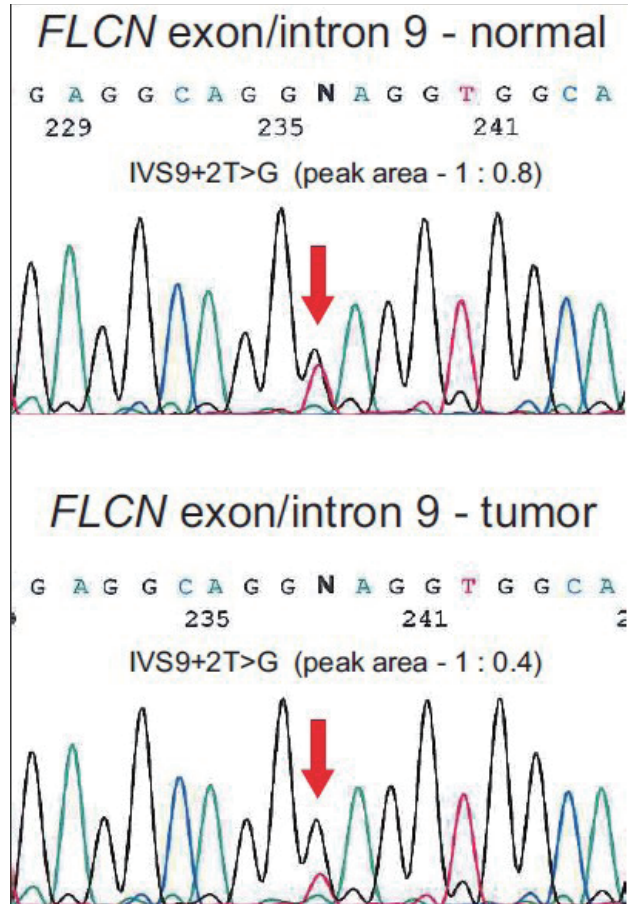 FLCN exon/intron 9 - normal
G A G G C A G G N A G G T G G C A
229 235 241
IVS9+2T>G (peak area - 1 : 0.8)
FLCN exon/intron 9 - tumor
G A G G C A G G N A G G T G G C A
235 241 2
IVS9+2T>G (peak area - 1 : 0.4)